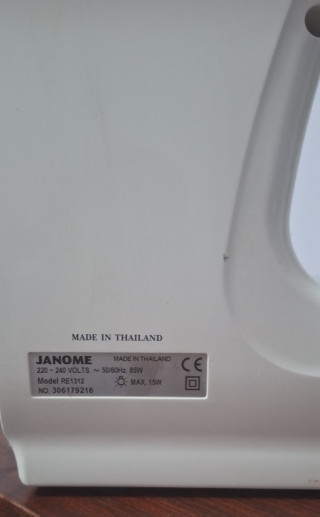 MADE IN THAILAND
JANOME MADE IN THAILAND
220 ~ 240 VOLTS. ~ 50/60Hz. 85W CE
Model RE1312 MAX. 15W
NO. 306179216